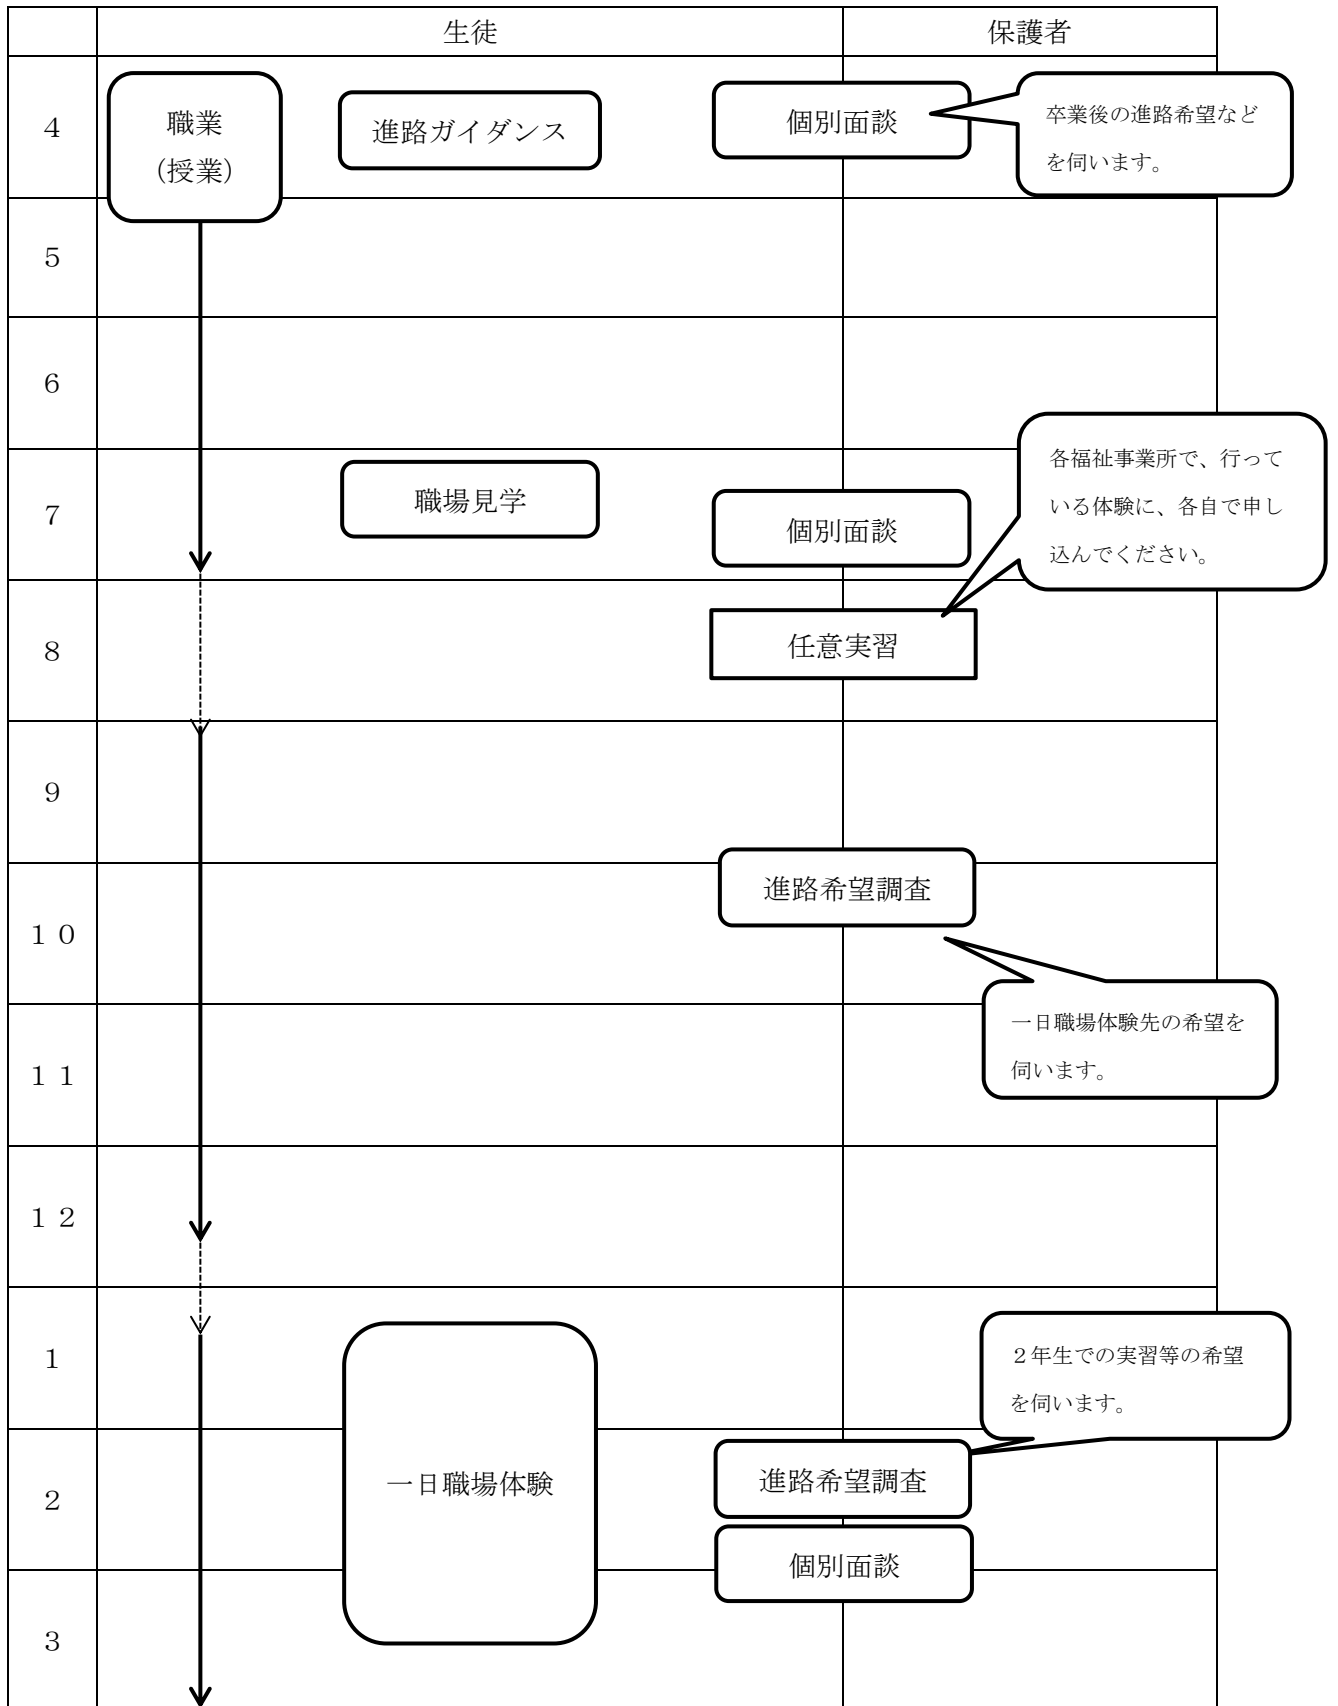 生徒
保護者
４
職業
（授業）
進路ガイダンス
個別面談
卒業後の進路希望など
を伺います。
５
６
７
職場見学
個別面談
各福祉事業所で、行って
いる体験に、各自で申し
込んでください。
８
任意実習
９
進路希望調査
１０
一日職場体験先の希望を
伺います。
１１
１２
１
２年生での実習等の希望
を伺います。
２
一日職場体験
進路希望調査
個別面談
３